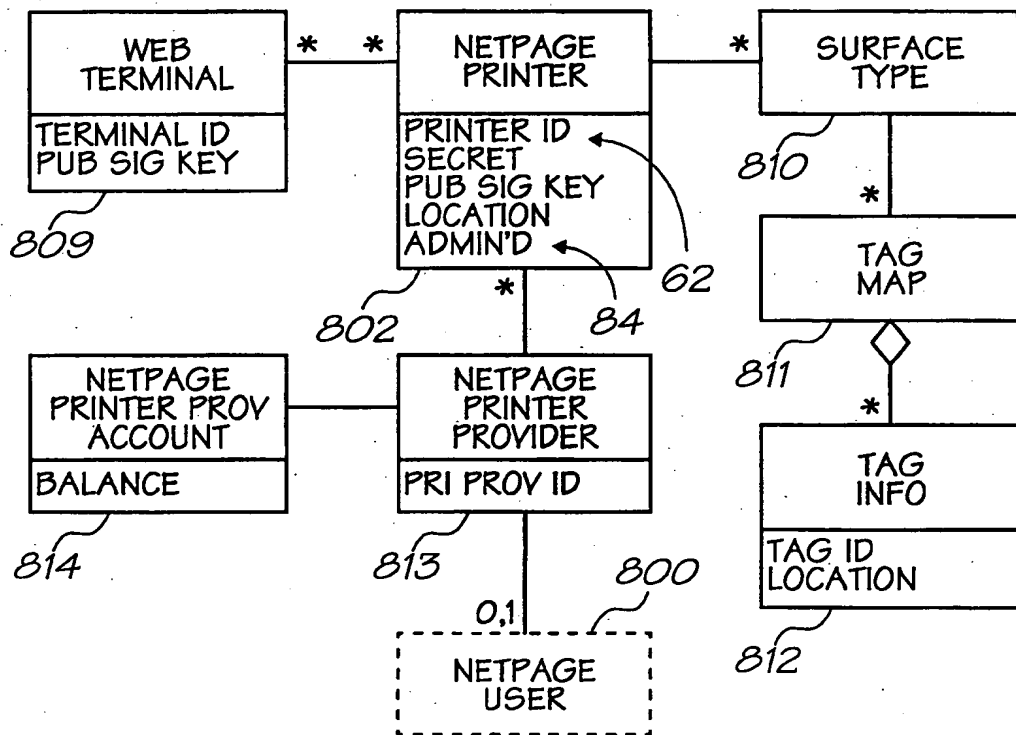 WEB
TERMINAL
TERMINAL ID
PUB SIG KEY
809
*
*
NETPAGE
PRINTER
PRINTER ID
SECRET
PUB SIG KEY
LOCATION
ADMIN'D
802
62
84
*
*
SURFACE
TYPE
810
*
TAG
MAP
811
*
TAG
INFO
TAG ID
LOCATION
812
NETPAGE
PRINTER PROV
ACCOUNT
BALANCE
814
NETPAGE
PRINTER
PROVIDER
PRI PROV ID
813
0,1
800
NETPAGE
USER